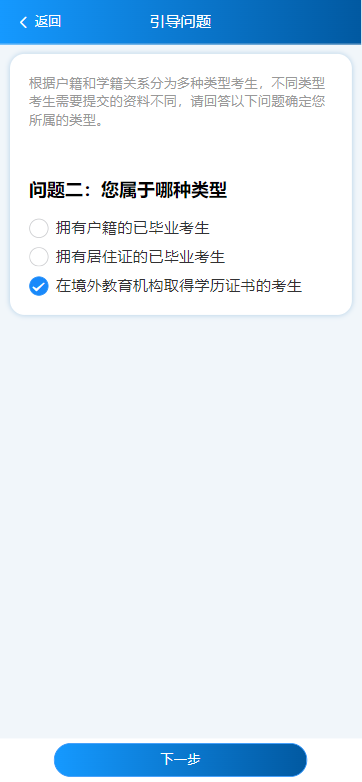 返回
引导问题
根据户籍和学籍关系分为多种类型考生，不同类型
考生需要提交的资料不同，请回答以下问题确定您
所属的类型。
问题二：您属于哪种类型
拥有户籍的已毕业考生
拥有居住证的已毕业考生
在境外教育机构取得学历证书的考生
下一步